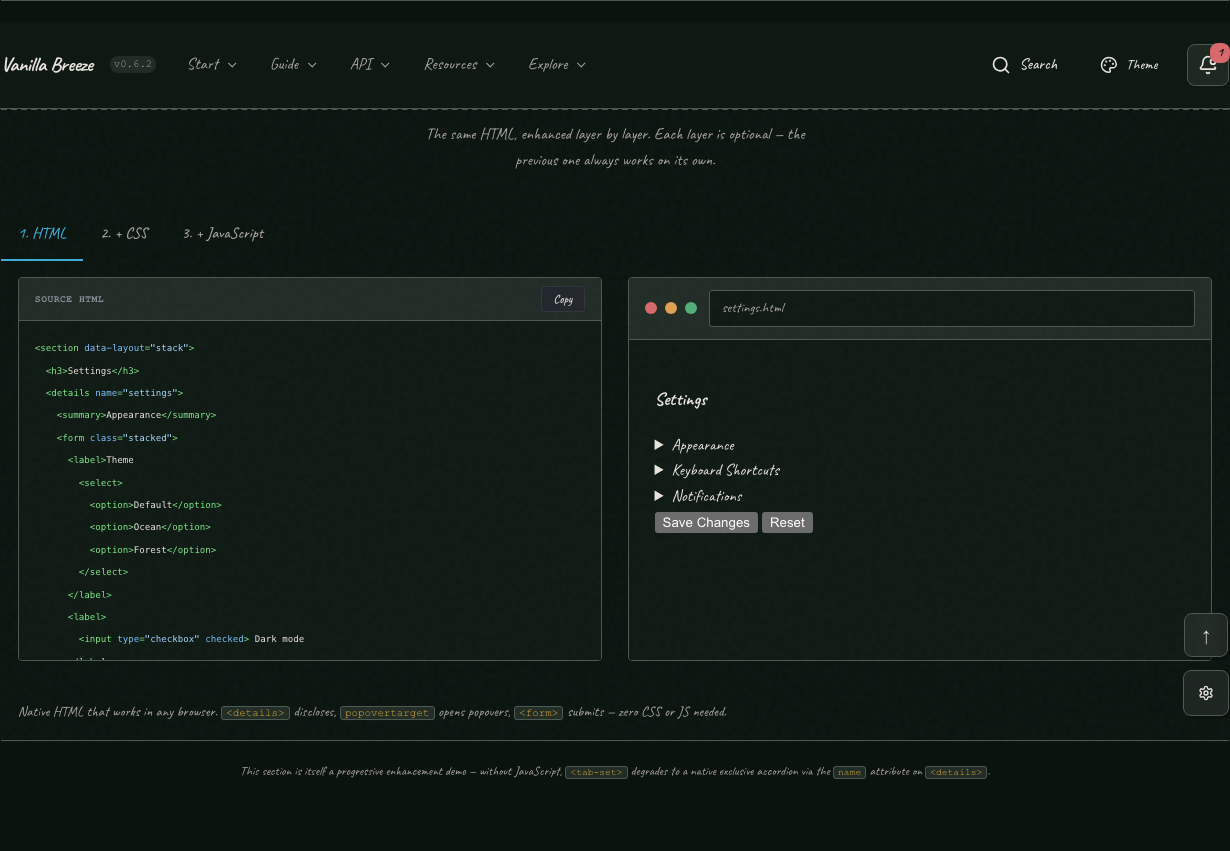 Vanilla Breeze v0.6.2 Start Guide API Resources Explore Search Theme 1
The same HTML, enhanced layer by layer. Each layer is optional — the
previous one always works on its own.
1. HTML 2. + CSS 3. + JavaScript
SOURCE HTML Copy
<section data-layout="stack">
<h3>Settings</h3>
<details name="settings">
<summary>Appearance</summary>
<form class="stacked">
<label>Theme
<select>
<option>Default</option>
<option>Ocean</option>
<option>Forest</option>
</select>
</label>
<label>
<input type="checkbox" checked> Dark mode
settings.html
Settings
▶ Appearance
▶ Keyboard Shortcuts
▶ Notifications
Save Changes Reset
↑
Native HTML that works in any browser. <details> discloses, popovertarget opens popovers, <form> submits — zero CSS or JS needed.
This section is itself a progressive enhancement demo — without JavaScript, <tab-set> degrades to a native exclusive accordion via the name attribute on <details>.